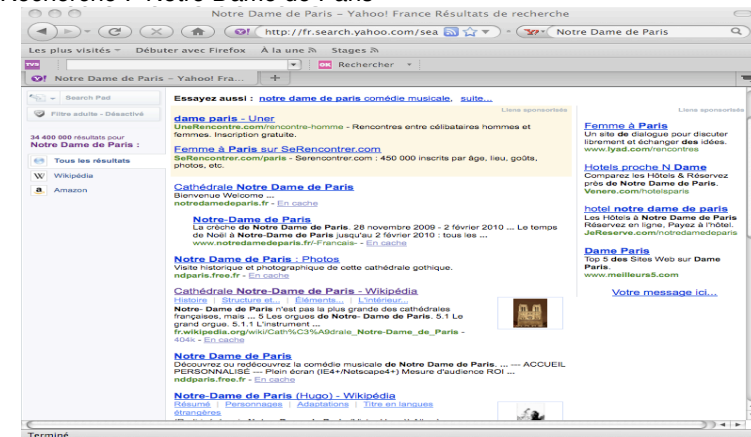 Recherche : Notre Dame de Paris
Notre Dame de Paris – Yahoo! France Résultats de recherche
http://fr.search.yahoo.com/sea
Notre Dame de Paris
Les plus visités
Débuter avec Firefox
À la une
Stages
Rechercher
Notre Dame de Paris – Yahoo! Fra...
Search Pad
Filtre adulte - Désactivé
34 400 000 résultats pour
Notre Dame de Paris :
Tous les résultats
Wikipédia
Amazon
Essayez aussi : notre dame de paris comédie musicale, suite...
Liens sponsorisés
dame paris - Uner
UneRencontre.com/rencontre-homme - Rencontres entre célibataires hommes et
femmes. Inscription gratuite.
Femme à Paris sur SeRencontrer.com
SeRencontrer.com/paris - Serencontrer.com : 450 000 inscrits par âge, lieu, goûts,
photos, etc.
Cathédrale Notre Dame de Paris
Bienvenue Welcome ...
notredamedeparis.fr - En cache
Notre-Dame de Paris
La crèche de Notre Dame de Paris. 28 novembre 2009 - 2 février 2010 ... Le temps
de Noël à Notre Dame de Paris jusqu'au 2 février 2010 : tous les ...
www.notredamedeparis.fr/-Francais- - En cache
Notre Dame de Paris : Photos
Visite historique et photographique de cette cathédrale gothique.
ndparis.free.fr - En cache
Cathédrale Notre-Dame de Paris - Wikipédia
Histoire | Structure et... | Éléments... | L'intérieur...
Notre- Dame de Paris n'est pas la plus grande des cathédrales
françaises, mais ... 5 Les orgues de Notre-Dame de Paris. 5.1 Le
grand orgue. 5.1.1 L'instrument ...
fr.wikipedia.org/wiki/Cath%C3%A9drale_Notre-Dame_de_Paris -
404k - En cache
Notre Dame de Paris
Découvrez ou redécouvrez la comédie musicale de Notre Dame de Paris. ... --- ACCUEIL
PERSONNALISÉ --- Plein écran (IE4+/Netscape4+) Mesure d'audience ROI ...
nddparis.free.fr - En cache
Notre-Dame de Paris (Hugo) - Wikipédia
Résumé | Personnages | Adaptations | Titre en langues
étrangères
Liens sponsorisés
Femme à Paris
Un site de dialogue pour discuter
librement et échanger des idées.
www.lyad.com/rencontres
Hotels proche N Dame
Comparez les Hôtels & Réservez
près de Notre Dame de Paris.
Venere.com/hotelsparis
hotel notre dame de paris
Les Hôtels à Notre Dame de Paris
Réservez en ligne, Payez à l'hôtel.
JeReserve.com/notredamedeparis
Dame Paris
Top 5 des Sites Web sur Dame
Paris.
www.meilleurs5.com
Votre message ici...
Terminé